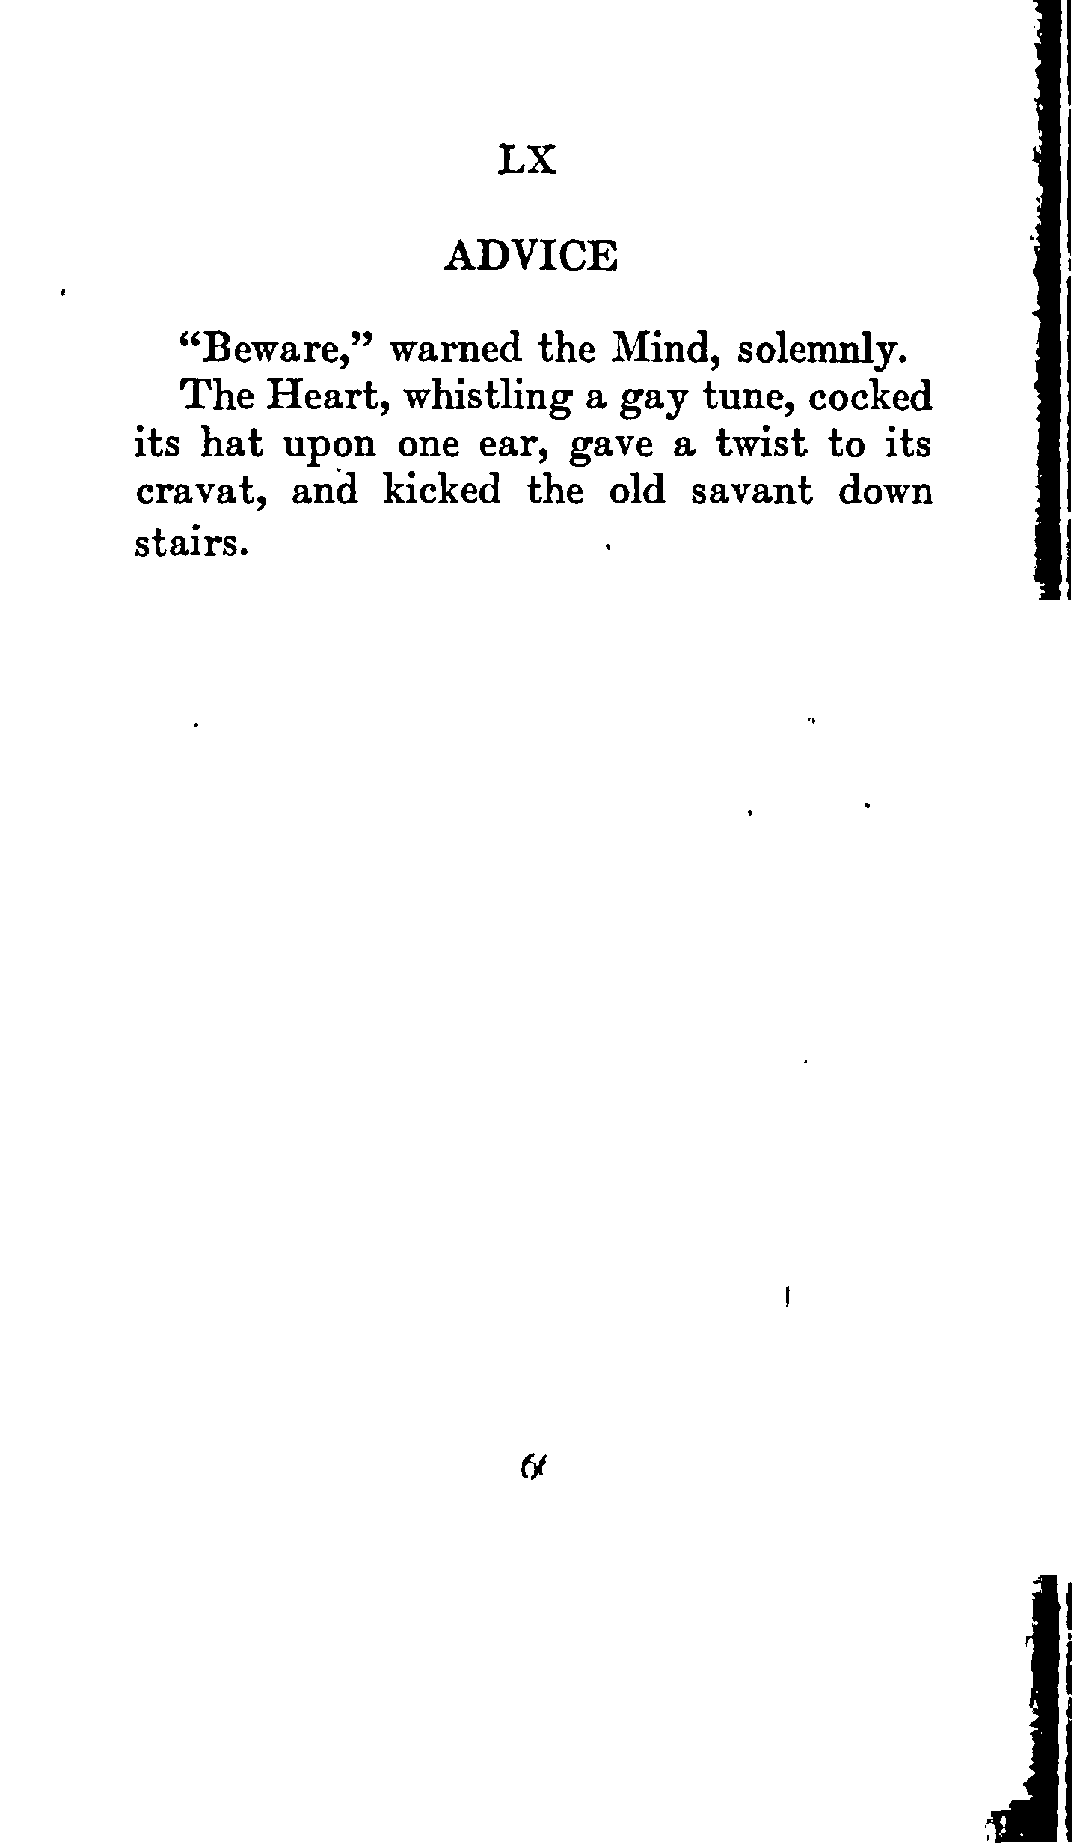 LX
ADVICE
“Beware,” warned the Mind, solemnly.
The Heart, whistling a gay tune, cocked
its hat upon one ear, gave a twist to its
cravat, and kicked the old savant down
stairs.